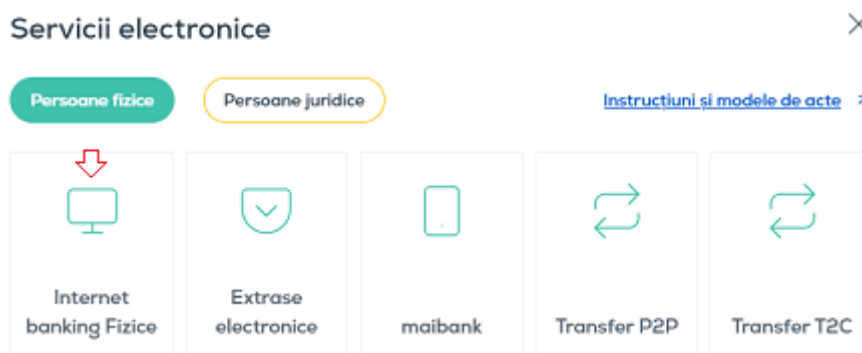 Servicii electronice
Persoane fizice
Persoane juridice
Instrucțiuni și modele de acte
Internet banking Fizice
Extrase electronice
maibank
Transfer P2P
Transfer T2C